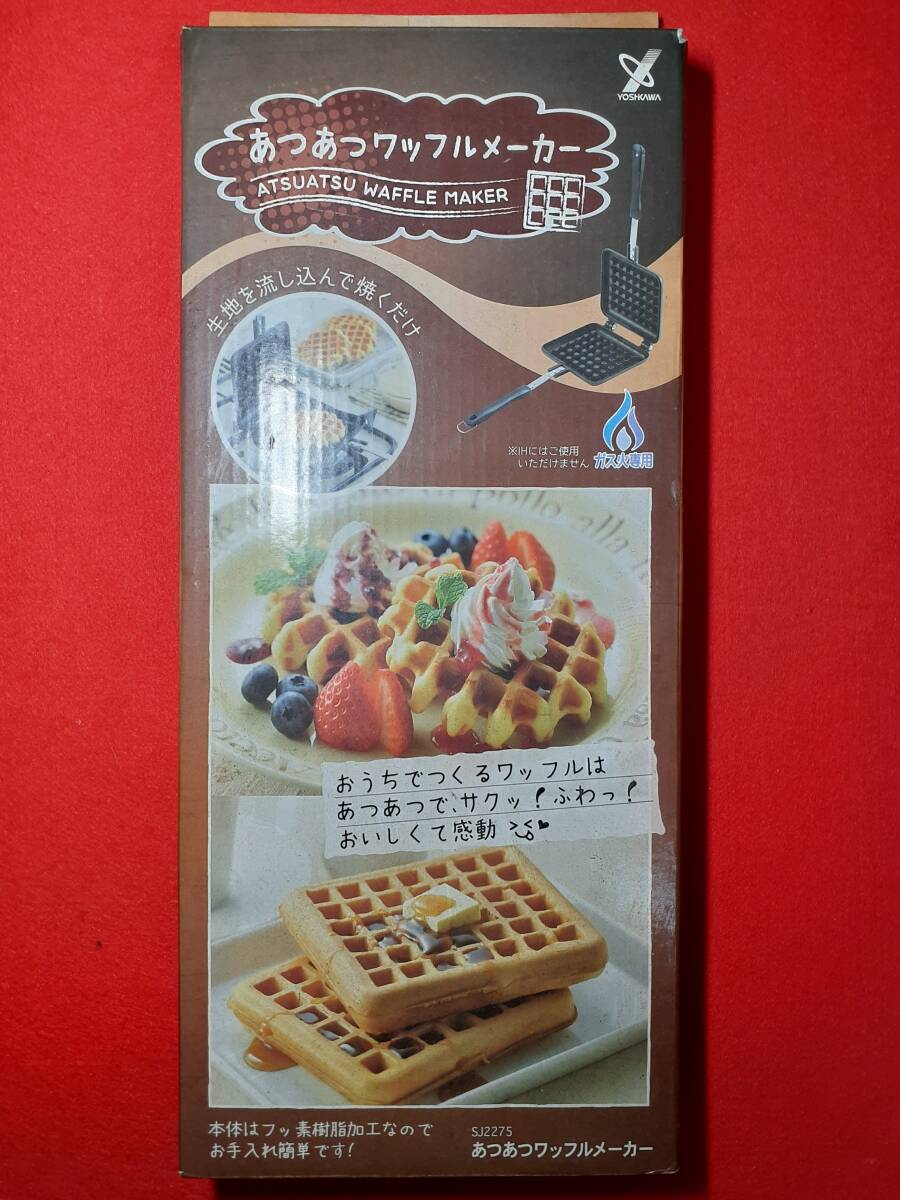 YOSHIKAWA
あつあつワッフルメーカー
ATSUATSU WAFFLE MAKER
生地を流し込んで焼くだけ
※IHにはご使用
いただけません
ガス火専用
pollo alla
おうちでつくるワッフルは
あつあつで、サクッ!ふわっ!
おいしくて感動
本体はフッ素樹脂加工なので
お手入れ簡単です!
SJ2275
あつあつワッフルメーカー